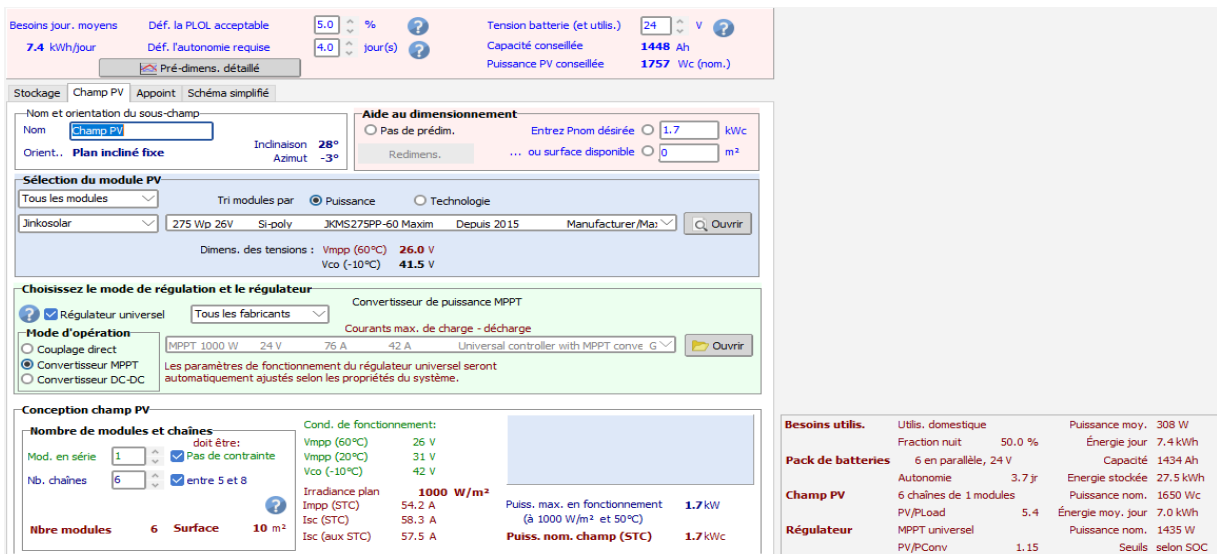 Besoins jour. moyens Déf. la PLOL acceptable 5.0 % ? Tension batterie (et utilis.) 24 V ?
7.4 kWh/jour Déf. l'autonomie requise 4.0 jour(s) ? Capacité conseillée 1448 Ah
Pré-dimens. détaillé Puissance PV conseillée 1757 Wc (nom.)
Stockage Champ PV Appoint Schéma simplifié
Nom et orientation du sous-champ
Nom Champ PV
Orient.. Plan incliné fixe Inclinaison 28°
Azimut -3°
Aide au dimensionnement
Pas de prédim. Entrez Pnom désirée 1.7 kWc
Redimens. ... ou surface disponible 0 m²
Sélection du module PV
Tous les modules Tri modules par Puissance Technologie
Jinkosolar 275 Wp 26V Si-poly JKMS275PP-60 Maxim Depuis 2015 Manufacturer/Max Ouvrir
Dimens. des tensions : Vmpp (60°C) 26.0 V
Vco (-10°C) 41.5 V
Choisissez le mode de régulation et le régulateur
Convertisseur de puissance MPPT
? Régulateur universel Tous les fabricants
Mode d'opération
Courants max. de charge - décharge
Couplage direct
Convertisseur MPPT
Convertisseur DC-DC
MPPT 1000 W 24 V 76 A 42 A Universal controller with MPPT conve G Ouvrir
Les paramètres de fonctionnement du régulateur universel seront
automatiquement ajustés selon les propriétés du système.
Conception champ PV
Nombre de modules et chaînes
doit être:
Mod. en série 1 Pas de contrainte
Nb. chaînes 6 entre 5 et 8
?
Nbre modules 6 Surface 10 m²
Cond. de fonctionnement:
Vmpp (60°C) 26 V
Vmpp (20°C) 31 V
Vco (-10°C) 42 V
Irradiance plan 1000 W/m²
Impp (STC) 54.2 A
Isc (STC) 58.3 A
Isc (aux STC) 57.5 A
Puiss. max. en fonctionnement 1.7 kW
(à 1000 W/m² et 50°C)
Puiss. nom. champ (STC) 1.7 kWc
Besoins utilis. Utilis. domestique Puissance moy. 308 W
Fraction nuit 50.0 % Énergie jour 7.4 kWh
Pack de batteries 6 en parallèle, 24 V Capacité 1434 Ah
Autonomie 3.7 jr Energie stockée 27.5 kWh
Champ PV 6 chaînes de 1 modules Puissance nom. 1650 Wc
PV/PLoad 5.4 Énergie moy. jour 7.0 kWh
Régulateur MPPT universel Puissance nom. 1435 W
PV/PConv 1.15 Seuils selon SOC